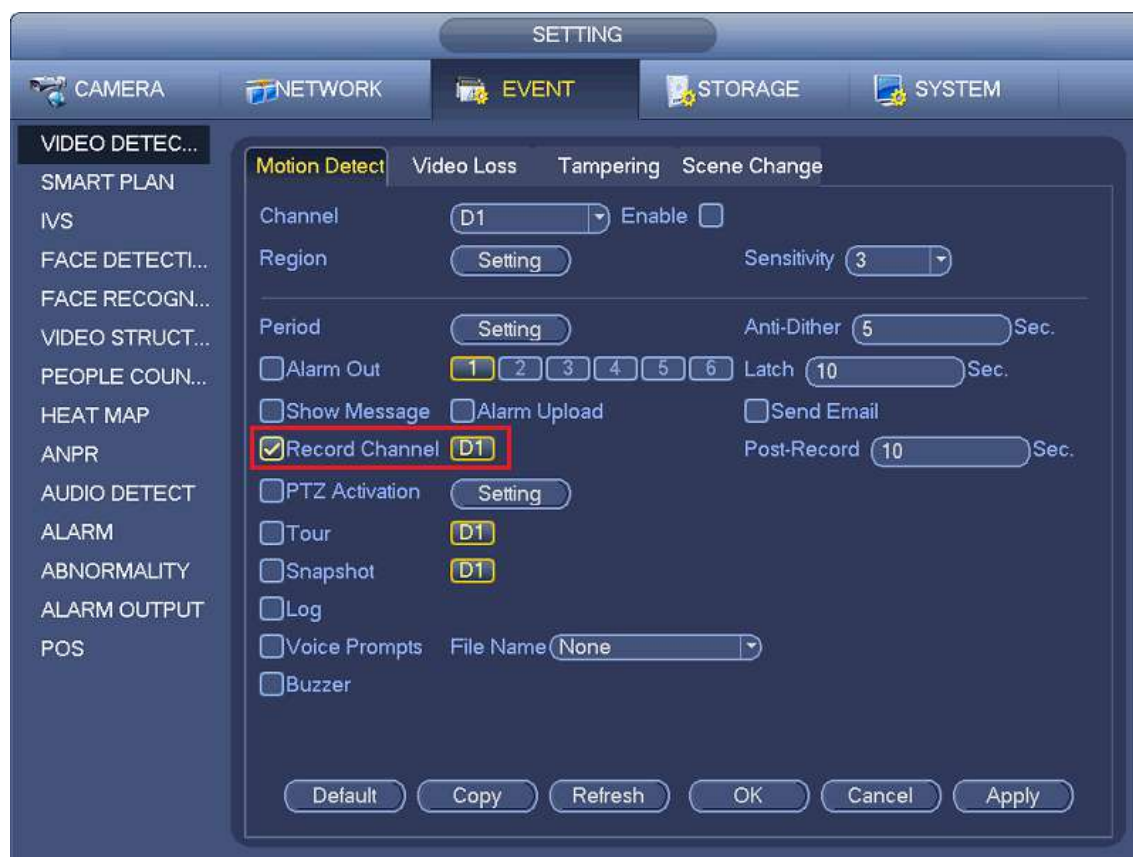 SETTING
CAMERA NETWORK EVENT STORAGE SYSTEM
VIDEO DETEC...
SMART PLAN
IVS
FACE DETECTI...
FACE RECOGN...
VIDEO STRUCT...
PEOPLE COUN...
HEAT MAP
ANPR
AUDIO DETECT
ALARM
ABNORMALITY
ALARM OUTPUT
POS
Motion Detect Video Loss Tampering Scene Change
Channel D1 Enable
Region Setting Sensitivity 3
Period Setting Anti-Dither 5 Sec.
Alarm Out 1 2 3 4 5 6 Latch 10 Sec.
Show Message Alarm Upload Send Email
Record Channel D1 Post-Record 10 Sec.
PTZ Activation Setting
Tour D1
Snapshot D1
Log
Voice Prompts File Name None
Buzzer
Default Copy Refresh OK Cancel Apply